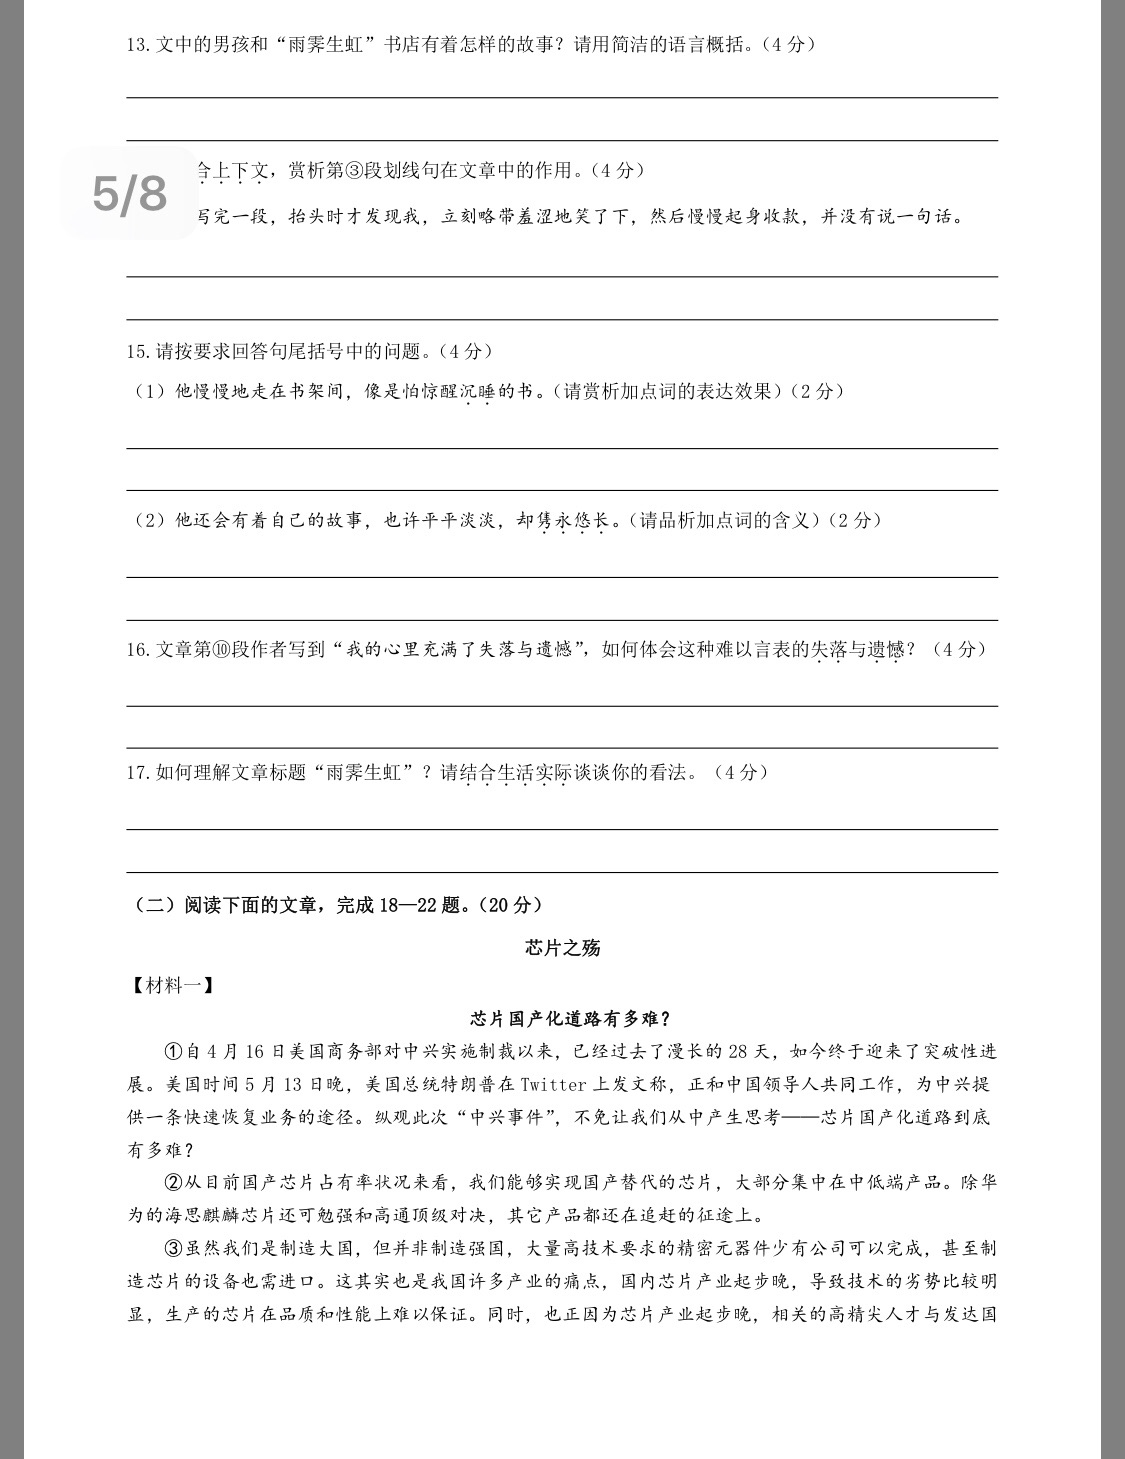 13.文中的男孩和“雨霁生虹”书店有着怎样的故事？请用简洁的语言概括。（4 分）
合上下文，赏析第③段划线句在文章中的作用。（4 分）
5/8
写完一段，抬头时才发现我，立刻略带羞涩地笑了下，然后慢慢起身收款，并没有说一句话。
15.请按要求回答句尾括号中的问题。（4 分）
（1）他慢慢地走在书架间，像是怕惊醒沉睡的书。（请赏析加点词的表达效果）（2 分）
（2）他还会有着自己的故事，也许平平淡淡，却隽永悠长。（请品析加点词的含义）（2 分）
16.文章第⑩段作者写到“我的心里充满了失落与遗憾”，如何体会这种难以言表的失落与遗憾？（4 分）
17.如何理解文章标题“雨霁生虹”？请结合生活实际谈谈你的看法。（4 分）
（二）阅读下面的文章，完成 18—22 题。（20 分）
芯片之殇
【材料一】
芯片国产化道路有多难？
①自 4 月 16 日美国商务部对中兴实施制裁以来，已经过去了漫长的 28 天，如今终于迎来了突破性进
展。美国时间 5 月 13 日晚，美国总统特朗普在 Twitter 上发文称，正和中国领导人共同工作，为中兴提
供一条快速恢复业务的途径。纵观此次“中兴事件”，不免让我们从中产生思考——芯片国产化道路到底
有多难？
②从目前国产芯片占有率状况来看，我们能够实现国产替代的芯片，大部分集中在中低端产品。除华
为的海思麒麟芯片还可勉强和高通顶级对决，其它产品都还在追赶的征途上。
③虽然我们是制造大国，但并非制造强国，大量高技术要求的精密元器件少有公司可以完成，甚至制
造芯片的设备也需进口。这其实也是我国许多产业的痛点，国内芯片产业起步晚，导致技术的劣势比较明
显，生产的芯片在品质和性能上难以保证。同时，也正因为芯片产业起步晚，相关的高精尖人才与发达国